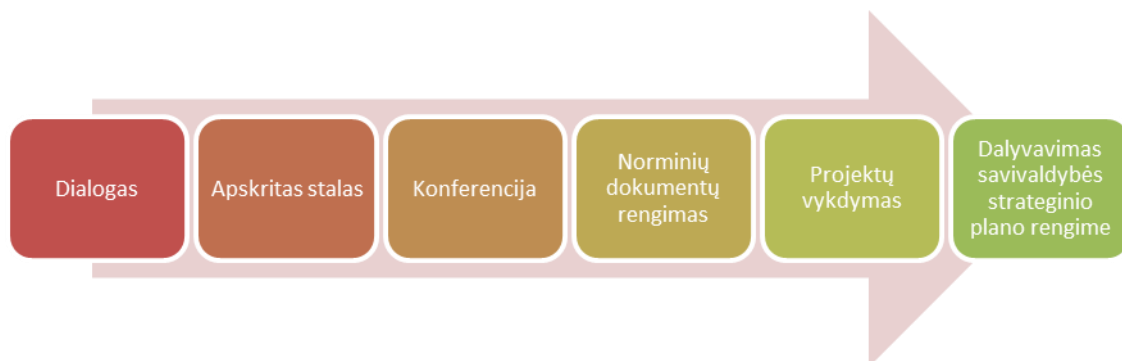 Dialogas
Apskritas stalas
Konferencija
Norminių
dokumentų
rengimas
Projektų
vykdymas
Dalyvavimas
savivaldybės
strateginio
plano rengime